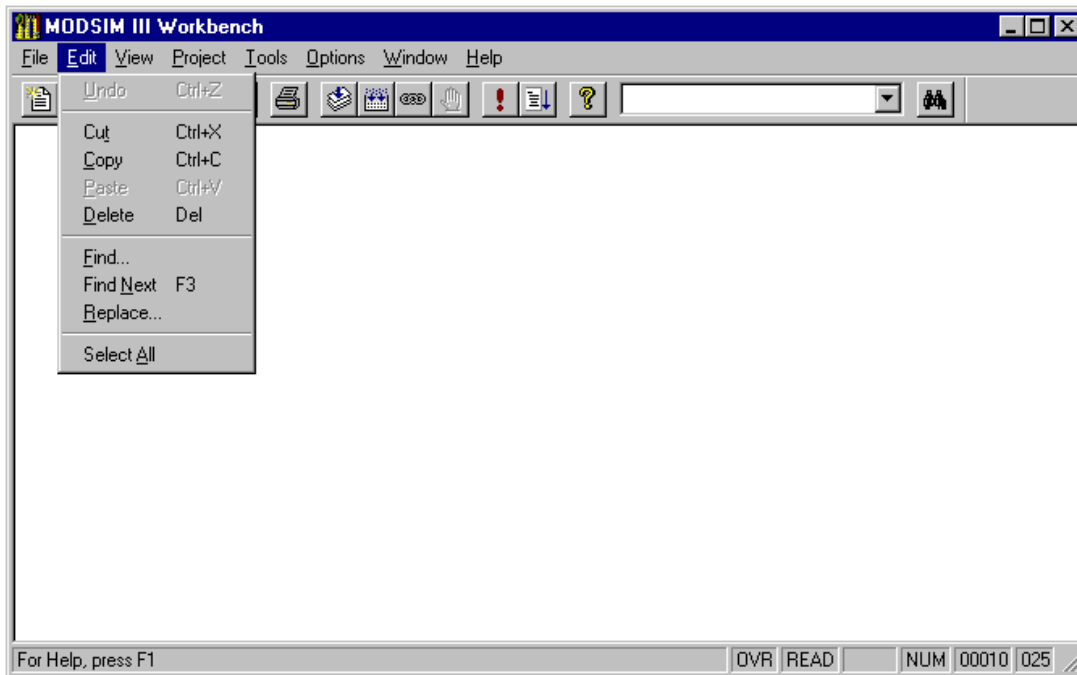 MODSIM III Workbench
File Edit View Project Tools Options Window Help
Undo Ctrl+Z
Cut Ctrl+X
Copy Ctrl+C
Paste Ctrl+V
Delete Del
Find...
Find Next F3
Replace...
Select All
For Help, press F1 OVR READ NUM 00010 025